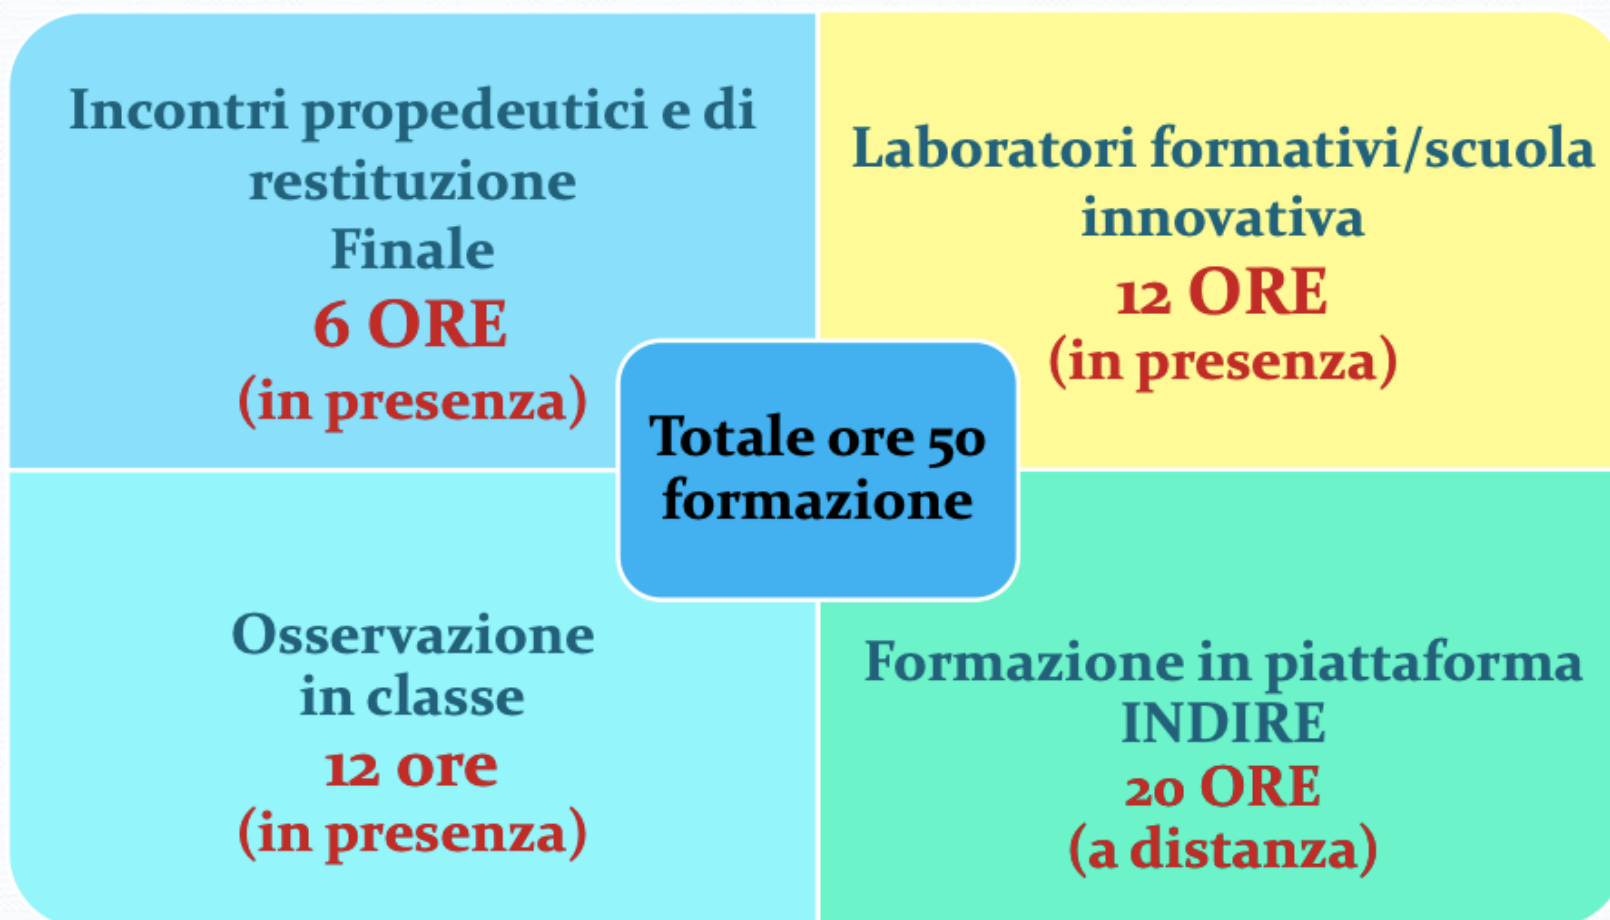 Incontri propedeutici e di
restituzione
Finale
6 ORE
(in presenza)
Laboratori formativi/scuola
innovativa
12 ORE
(in presenza)
Totale ore 50
formazione
Osservazione
in classe
12 ore
(in presenza)
Formazione in piattaforma
INDIRE
20 ORE
(a distanza)